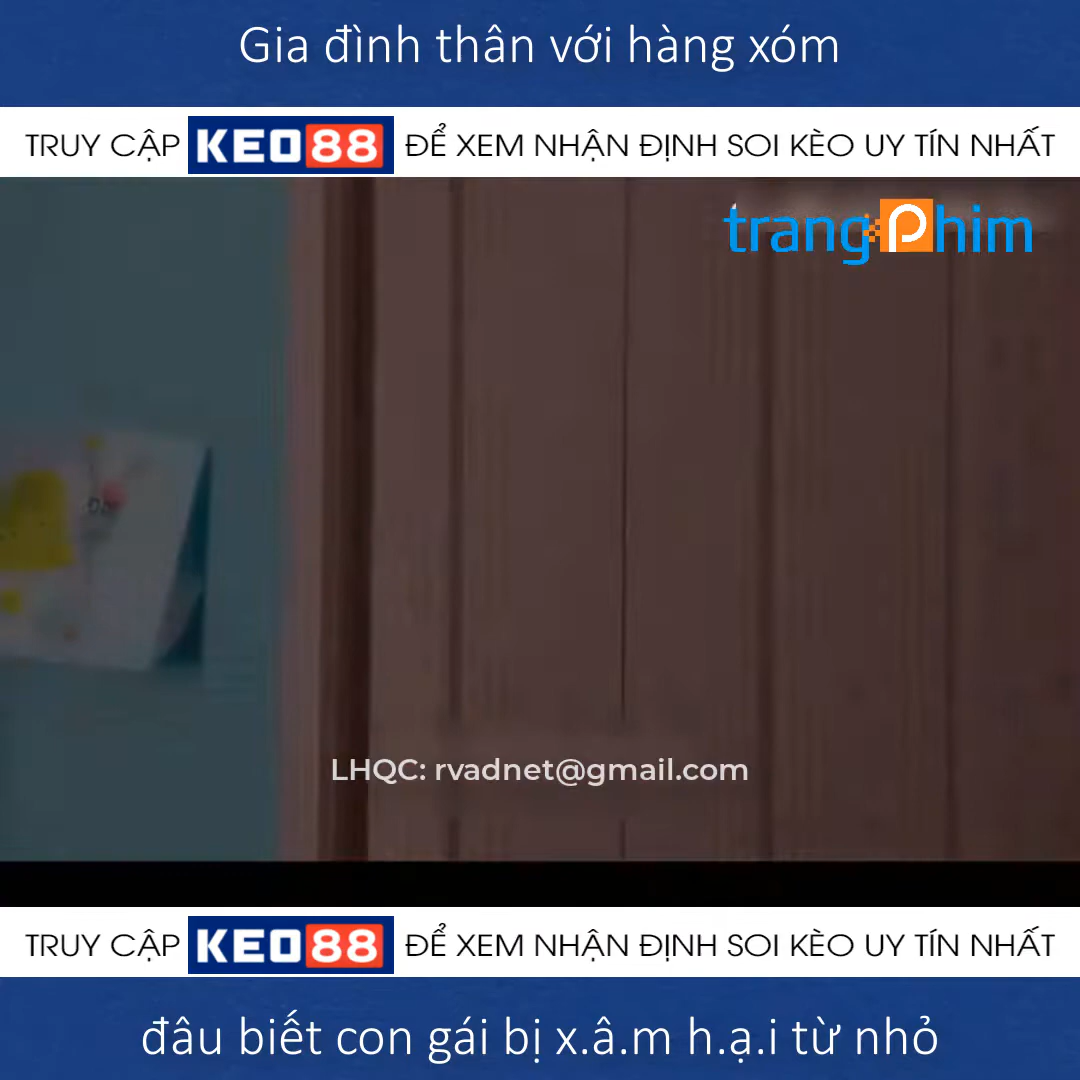 Gia đình thân với hàng xóm
TRUY CẬP KEO88 ĐỂ XEM NHẬN ĐỊNH SOI KÈO UY TÍN NHẤT
trangPhim
LHQC: rvadnet@gmail.com
TRUY CẬP KEO88 ĐỂ XEM NHẬN ĐỊNH SOI KÈO UY TÍN NHẤT
đâu biết con gái bị x.â.m h.ạ.i từ nhỏ